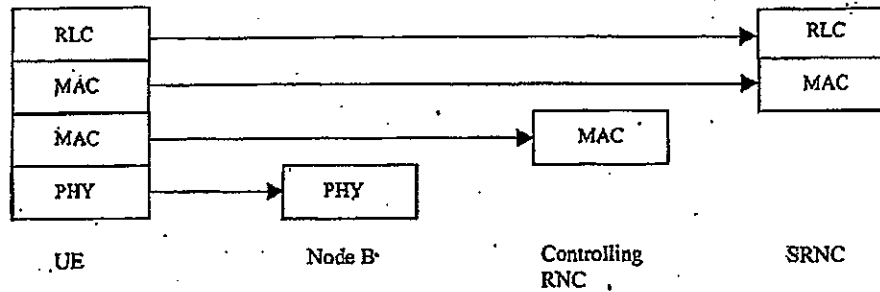 RLC RLC
MAC MAC
MAC MAC
PHY PHY
UE Node B Controlling RNC SRNC